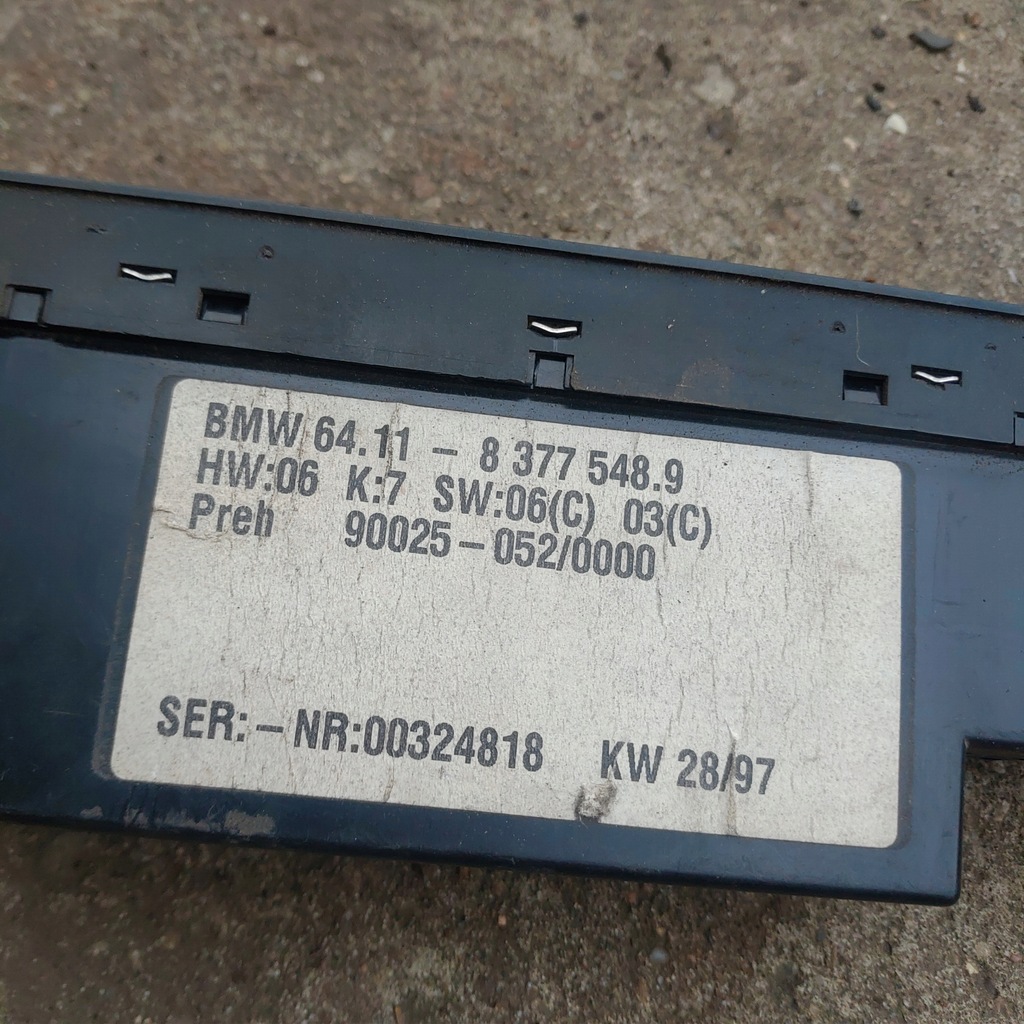 BMW 64.11 – 8 377 548.9
HW:06 K:7 SW:06(C) 03(C)
Preh 90025–052/0000
SER:–NR:00324818 KW 28/97